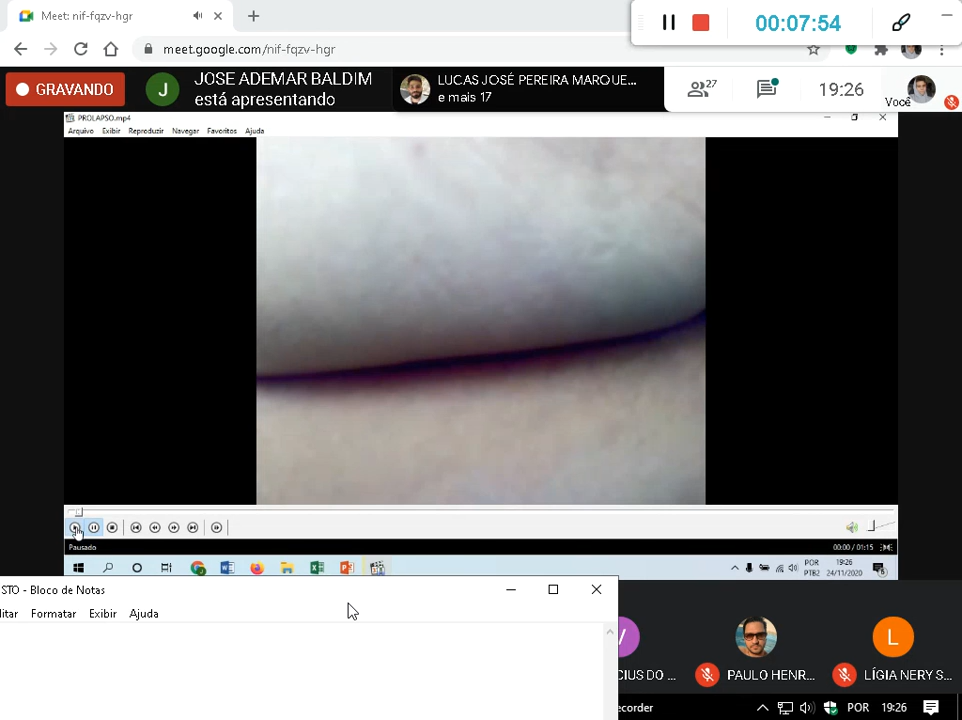 Meet: nif-fqzv-hgr
00:07:54
meet.google.com/nif-fqzv-hgr
GRAVANDO
J
JOSE ADEMAR BALDIM
está apresentando
LUCAS JOSÉ PEREIRA MARQUE...
e mais 17
27
19:26
Você
PROLAPSO.mp4
Arquivo Exibir Reproduzir Navegar Favoritos Ajuda
Pausado
00:00 / 01:15
POR
PTB2
19:26
24/11/2020
STO - Bloco de Notas
itar Formatar Exibir Ajuda
V
L
CIUS DO ...
PAULO HENR...
LÍGIA NERY S...
ecorder
POR 19:26